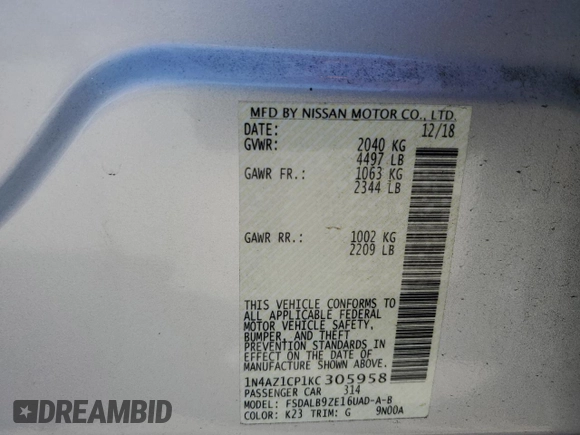 MFD BY NISSAN MOTOR CO., LTD.
DATE: 12/18
GVWR: 2040 KG
4497 LB
GAWR FR.: 1063 KG
2344 LB
GAWR RR.: 1002 KG
2209 LB
THIS VEHICLE CONFORMS TO
ALL APPLICABLE FEDERAL
MOTOR VEHICLE SAFETY,
BUMPER, AND THEFT
PREVENTION STANDARDS IN
EFFECT ON THE DATE OF
MANUFACTURE SHOWN ABOVE.
1N4AZ1CP1KC305958
PASSENGER CAR 314
MODEL: FSDALB9ZE16UAD-A-B
COLOR: K23 TRIM: G 9N00A
DREAMBID